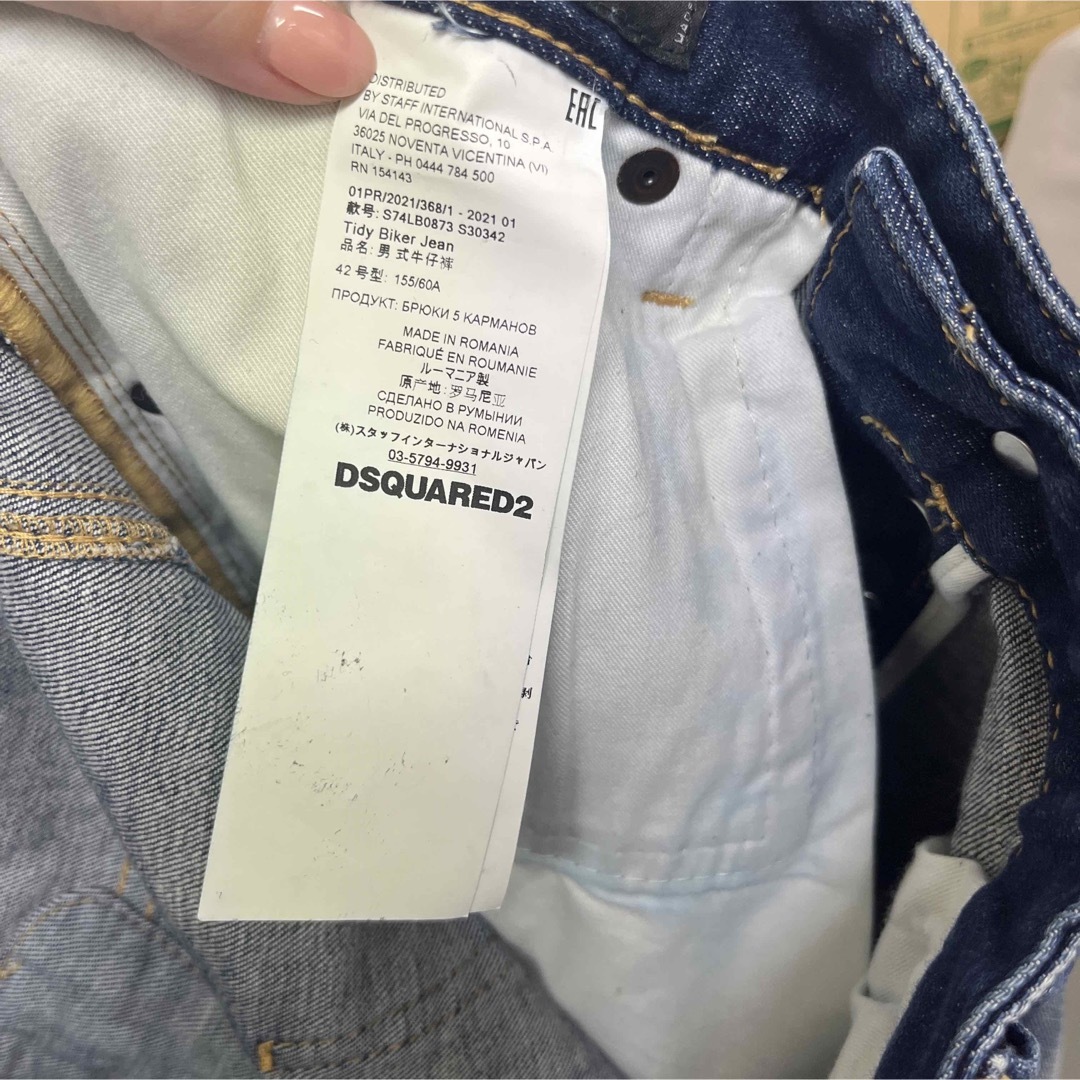 DISTRIBUTED
BY STAFF INTERNATIONAL S.P.A.
VIA DEL PROGRESSO, 10
36025 NOVENTA VICENTINA (VI)
ITALY - PH 0444 784 500
RN 154143
EAC
01PR/2021/368/1 - 2021 01
款号: S74LB0873 S30342
Tidy Biker Jean
品名: 男 式牛仔裤
42 号型: 155/60A
ПРОДУКТ: БРЮКИ 5 КАРМАНОВ
MADE IN ROMANIA
FABRIQUÉ EN ROUMANIE
ルーマニア製
原产地: 罗马尼亚
СДЕЛАНО В РУМЫНИИ
PRODUZIDO NA ROMENIA
(株)スタッフインターナショナルジャパン
03-5794-9931
DSQUARED2